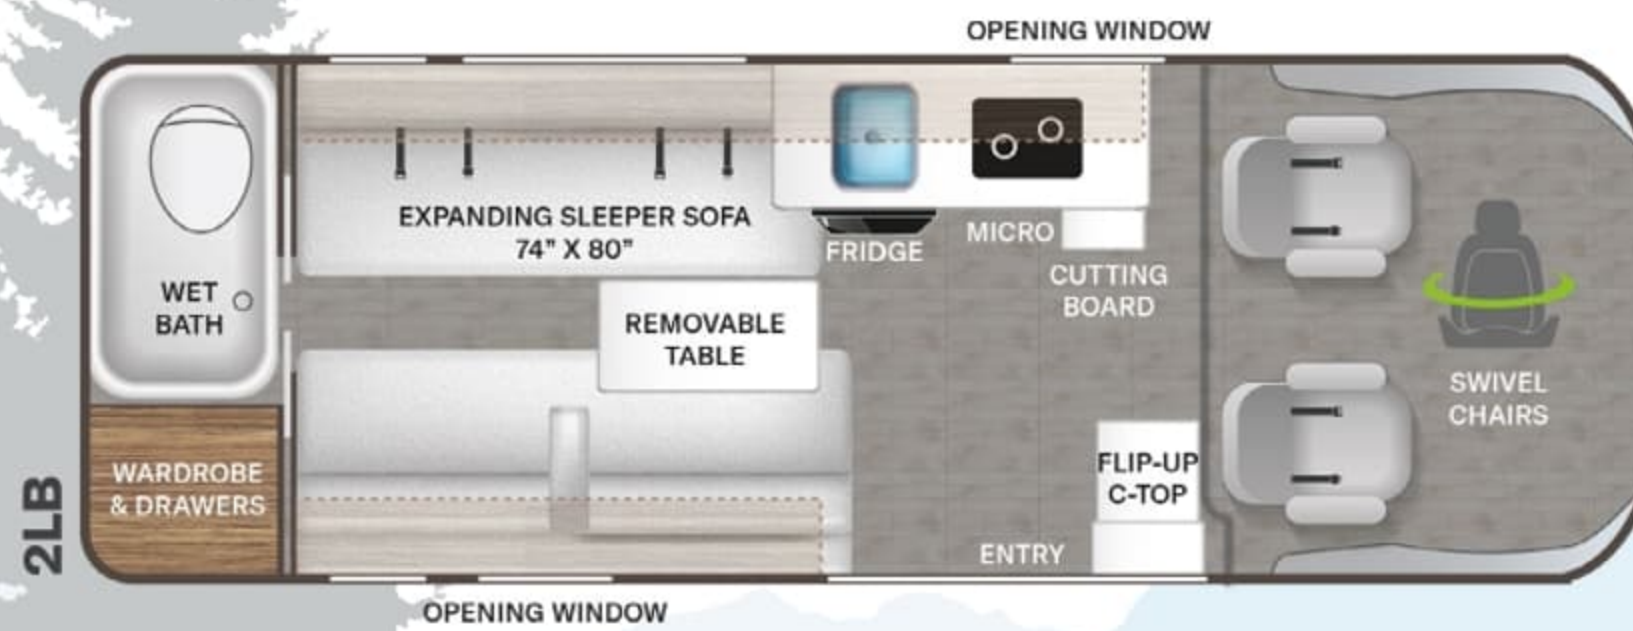 OPENING WINDOW
EXPANDING SLEEPER SOFA
74” X 80”
FRIDGE
MICRO
CUTTING
BOARD
WET
BATH
REMOVABLE
TABLE
SWIVEL
CHAIRS
WARDROBE
& DRAWERS
FLIP-UP
C-TOP
ENTRY
2LB
OPENING WINDOW